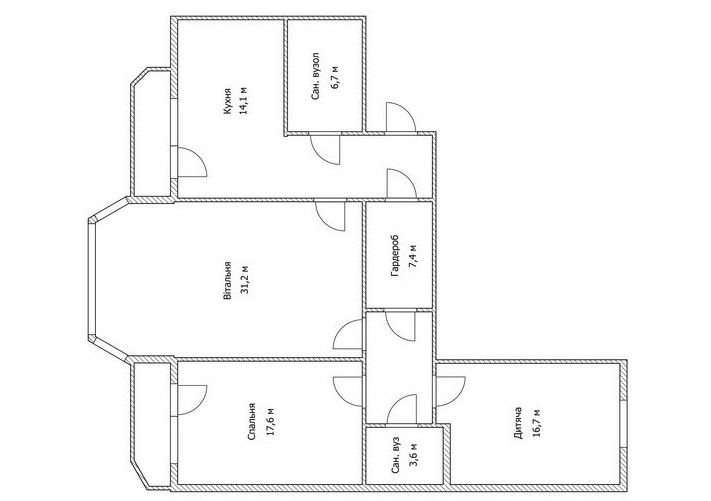 Кухня
14,1 м
Сан. вузол
6,7 м
Вітальня
31,2 м
Гардероб
7,4 м
Спальня
17,6 м
Сан. вуз
3,6 м
Дитяча
16,7 м